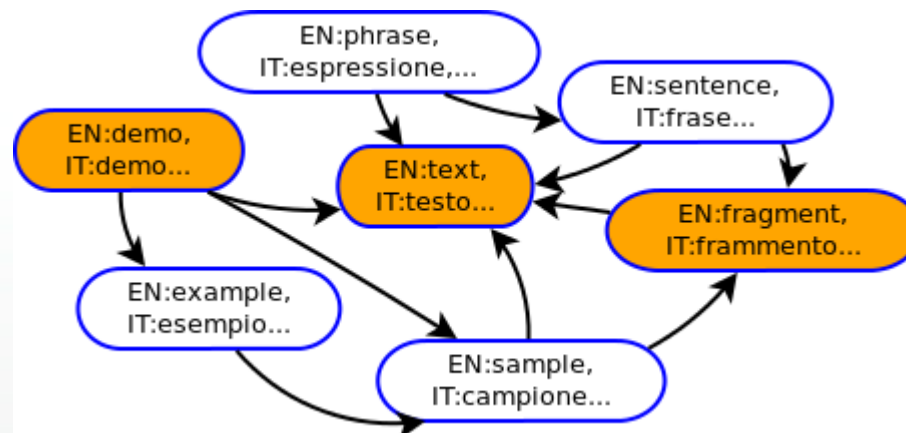 EN:phrase,
IT:espressione,...
EN:sentence,
IT:frase...
EN:demo,
IT:demo...
EN:text,
IT:testo...
EN:fragment,
IT:frammento...
EN:example,
IT:esempio...
EN:sample,
IT:campione...